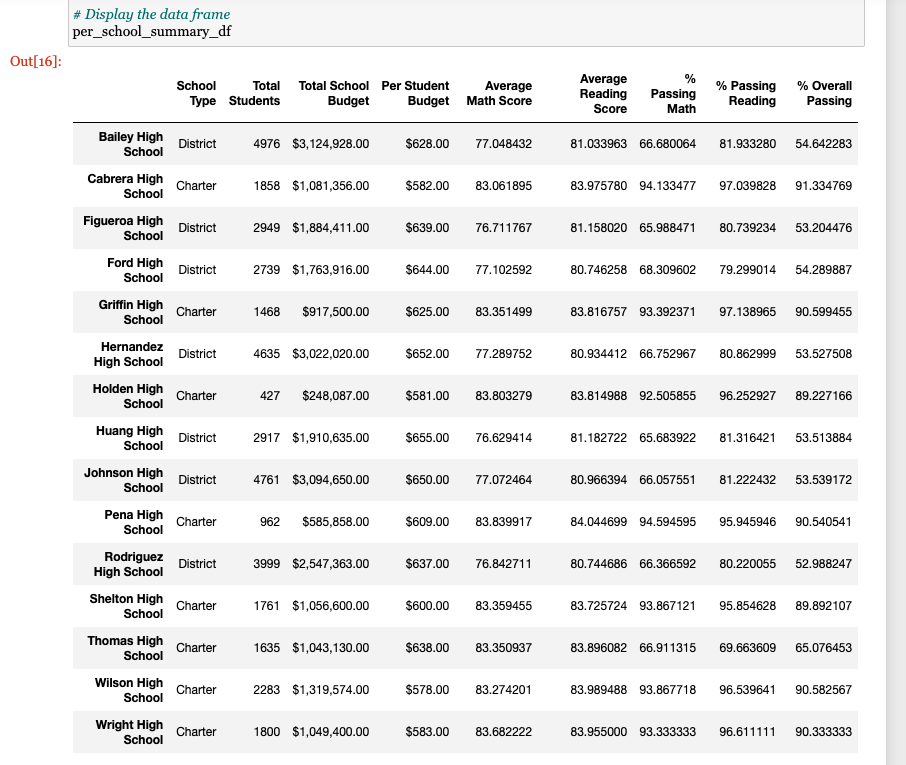 # Display the data frame
per_school_summary_df
Out[16]:
School Type Total Students Total School Budget Per Student Budget Average Math Score Average Reading Score % Passing Math % Passing Reading % Overall Passing
Bailey High School District 4976 $3,124,928.00 $628.00 77.048432 81.033963 66.680064 81.933280 54.642283
Cabrera High School Charter 1858 $1,081,356.00 $582.00 83.061895 83.975780 94.133477 97.039828 91.334769
Figueroa High School District 2949 $1,884,411.00 $639.00 76.711767 81.158020 65.988471 80.739234 53.204476
Ford High School District 2739 $1,763,916.00 $644.00 77.102592 80.746258 68.309602 79.299014 54.289887
Griffin High School Charter 1468 $917,500.00 $625.00 83.351499 83.816757 93.392371 97.138965 90.599455
Hernandez High School District 4635 $3,022,020.00 $652.00 77.289752 80.934412 66.752967 80.862999 53.527508
Holden High School Charter 427 $248,087.00 $581.00 83.803279 83.814988 92.505855 96.252927 89.227166
Huang High School District 2917 $1,910,635.00 $655.00 76.629414 81.182722 65.683922 81.316421 53.513884
Johnson High School District 4761 $3,094,650.00 $650.00 77.072464 80.966394 66.057551 81.222432 53.539172
Pena High School Charter 962 $585,858.00 $609.00 83.839917 84.044699 94.594595 95.945946 90.540541
Rodriguez High School District 3999 $2,547,363.00 $637.00 76.842711 80.744686 66.366592 80.220055 52.988247
Shelton High School Charter 1761 $1,056,600.00 $600.00 83.359455 83.725724 93.867121 95.854628 89.892107
Thomas High School Charter 1635 $1,043,130.00 $638.00 83.350937 83.896082 66.911315 69.663609 65.076453
Wilson High School Charter 2283 $1,319,574.00 $578.00 83.274201 83.989488 93.867718 96.539641 90.582567
Wright High School Charter 1800 $1,049,400.00 $583.00 83.682222 83.955000 93.333333 96.611111 90.333333